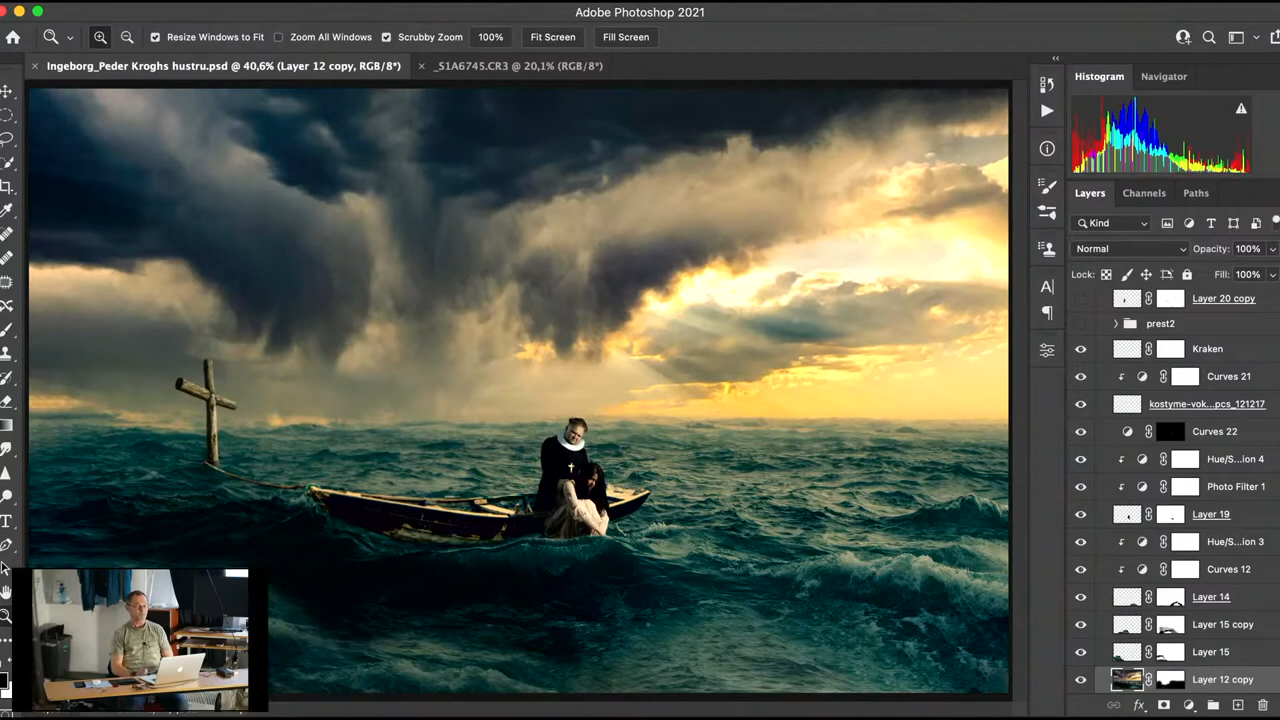 Adobe Photoshop 2021
Resize Windows to Fit Zoom All Windows Scrubby Zoom 100% Fit Screen Fill Screen
× Ingeborg_Peder Kroghs hustru.psd @ 40,6% (Layer 12 copy, RGB/8*) × _S1A6745.CR3 @ 20,1% (RGB/8*)
Histogram Navigator
Layers Channels Paths
Kind
Normal Opacity: 100%
Lock: Fill: 100%
Layer 20 copy
prest2
Kraken
Curves 21
kostyme-vok...pcs_121217
Curves 22
Hue/S...ion 4
Photo Filter 1
Layer 19
Hue/S...ion 3
Curves 12
Layer 14
Layer 15 copy
Layer 15
Layer 12 copy
fx